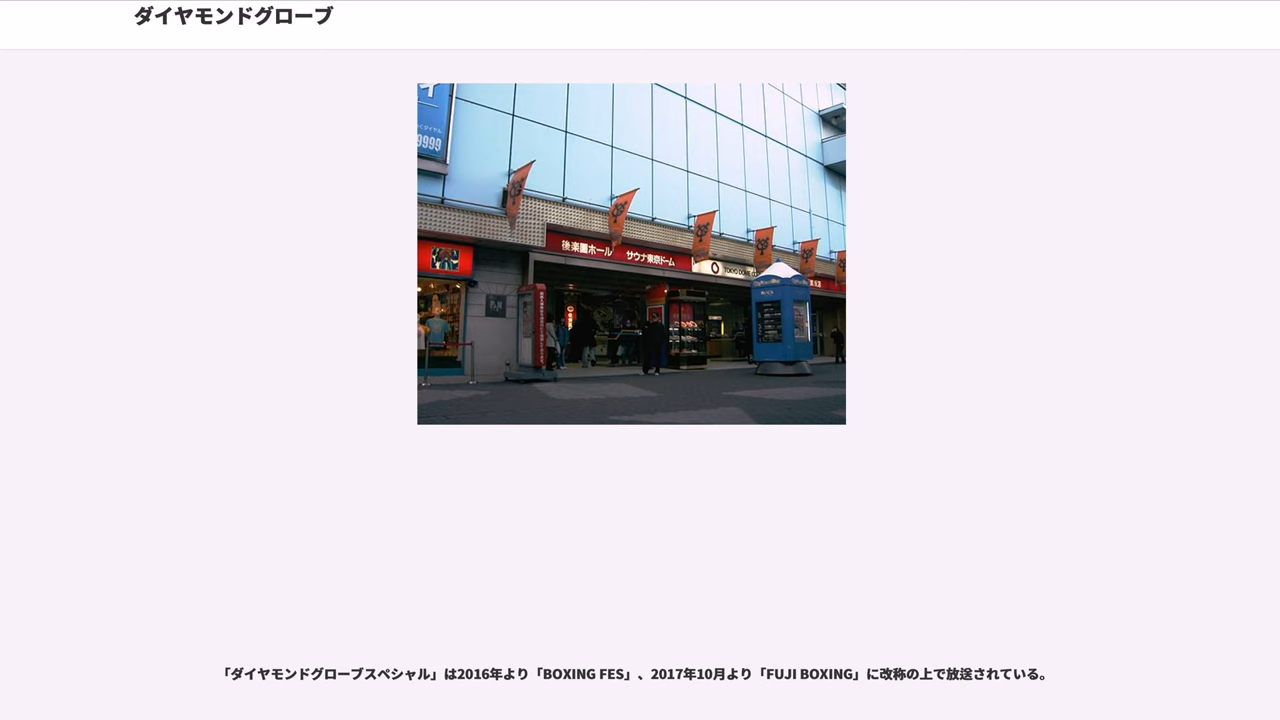 ダイヤモンドグローブ
9999
後楽園ホール サウナ東京ドーム
TOKYO DOME
「ダイヤモンドグローブスペシャル」は2016年より「BOXING FES」、2017年10月より「FUJI BOXING」に改称の上で放送されている。